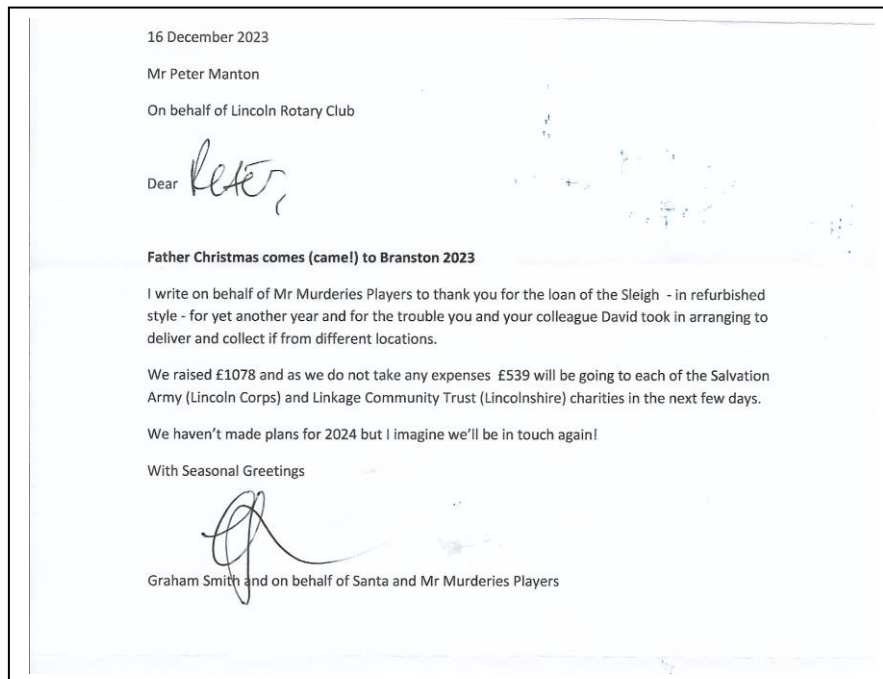 16 December 2023
Mr Peter Manton
On behalf of Lincoln Rotary Club
Dear Peter,
Father Christmas comes (came!) to Branston 2023
I write on behalf of Mr Murderies Players to thank you for the loan of the Sleigh - in refurbished
style - for yet another year and for the trouble you and your colleague David took in arranging to
deliver and collect if from different locations.
We raised £1078 and as we do not take any expenses £539 will be going to each of the Salvation
Army (Lincoln Corps) and Linkage Community Trust (Lincolnshire) charities in the next few days.
We haven't made plans for 2024 but I imagine we'll be in touch again!
With Seasonal Greetings
Graham Smith and on behalf of Santa and Mr Murderies Players